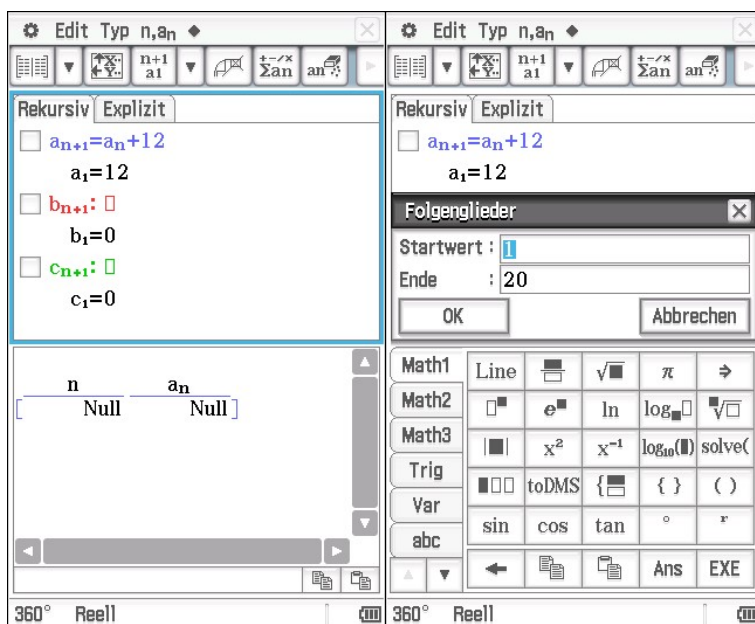 Edit Typ n,aₙ
n+1 a1 Σan an
Rekursiv Explizit
aₙ₊₁=aₙ+12
a₁=12
bₙ₊₁: □
b₁=0
cₙ₊₁: □
c₁=0
n aₙ
[ Null Null ]
360° Reell
Edit Typ n,aₙ
n+1 a1 Σan an
Rekursiv Explizit
aₙ₊₁=aₙ+12
a₁=12
Folgenglieder
Startwert : 1
Ende : 20
OK Abbrechen
Math1
Math2
Math3
Trig
Var
abc
Line √■ π ⇒
□■ e■ ln log■□ ■√□
|■| x² x⁻¹ log₁₀(■) solve(
■□□ toDMS { } ( )
sin cos tan ° r
← Ans EXE
360° Reell